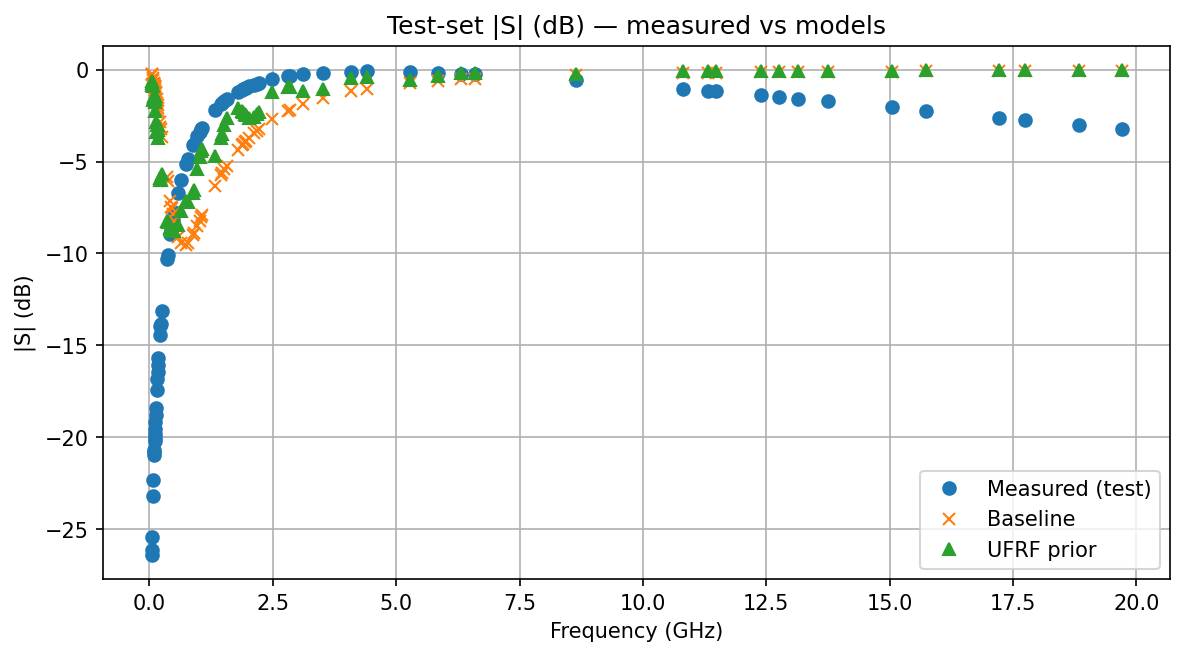 Test-set |S| (dB) — measured vs models
0
−5
−10
−15
−20
−25
|S| (dB)
0.0 2.5 5.0 7.5 10.0 12.5 15.0 17.5 20.0
Frequency (GHz)
Measured (test)
Baseline
UFRF prior